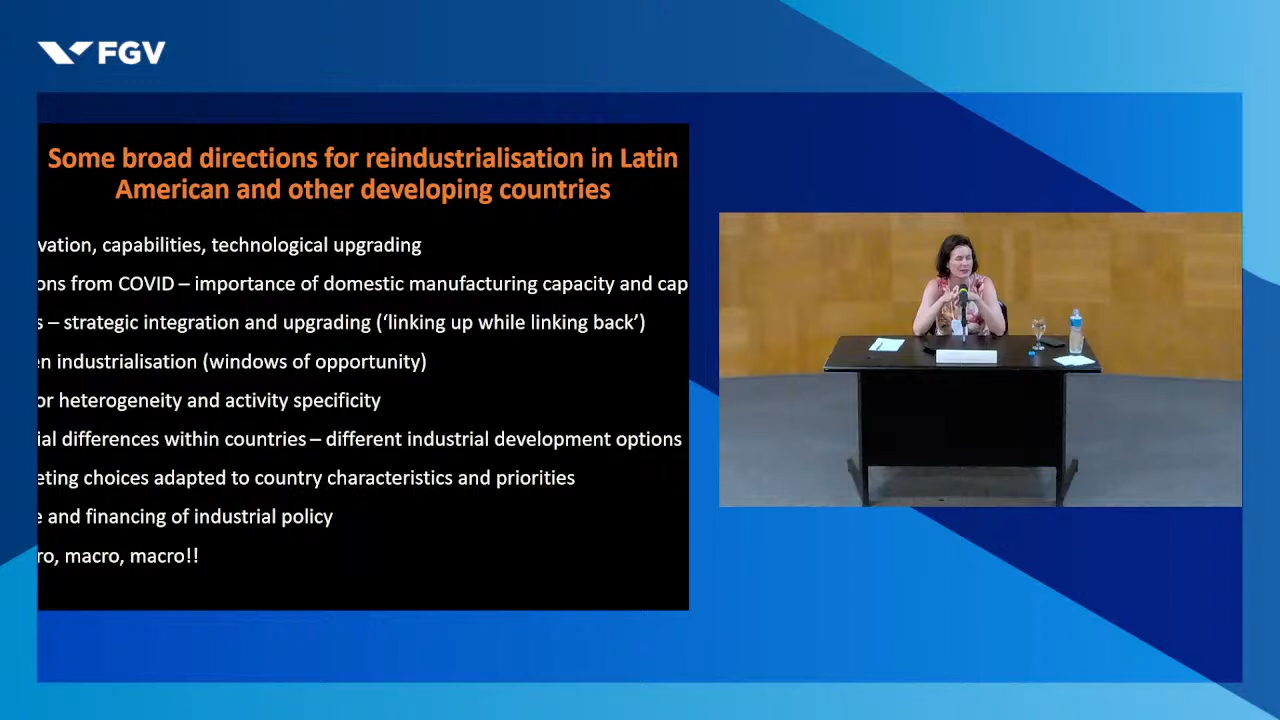 FGV
Some broad directions for reindustrialisation in Latin
American and other developing countries
vation, capabilities, technological upgrading
ons from COVID – importance of domestic manufacturing capacity and cap
s – strategic integration and upgrading (‘linking up while linking back’)
en industrialisation (windows of opportunity)
or heterogeneity and activity specificity
ial differences within countries – different industrial development options
eting choices adapted to country characteristics and priorities
e and financing of industrial policy
ro, macro, macro!!